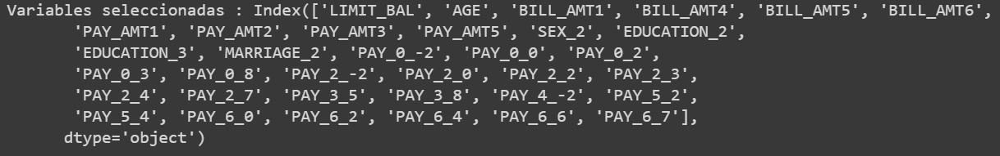 Variables seleccionadas : Index(['LIMIT_BAL', 'AGE', 'BILL_AMT1', 'BILL_AMT4', 'BILL_AMT5', 'BILL_AMT6',
'PAY_AMT1', 'PAY_AMT2', 'PAY_AMT3', 'PAY_AMT5', 'SEX_2', 'EDUCATION_2',
'EDUCATION_3', 'MARRIAGE_2', 'PAY_0_-2', 'PAY_0_0', 'PAY_0_2',
'PAY_0_3', 'PAY_0_8', 'PAY_2_-2', 'PAY_2_0', 'PAY_2_2', 'PAY_2_3',
'PAY_2_4', 'PAY_2_7', 'PAY_3_5', 'PAY_3_8', 'PAY_4_-2', 'PAY_5_2',
'PAY_5_4', 'PAY_6_0', 'PAY_6_2', 'PAY_6_4', 'PAY_6_6', 'PAY_6_7'],
dtype='object')